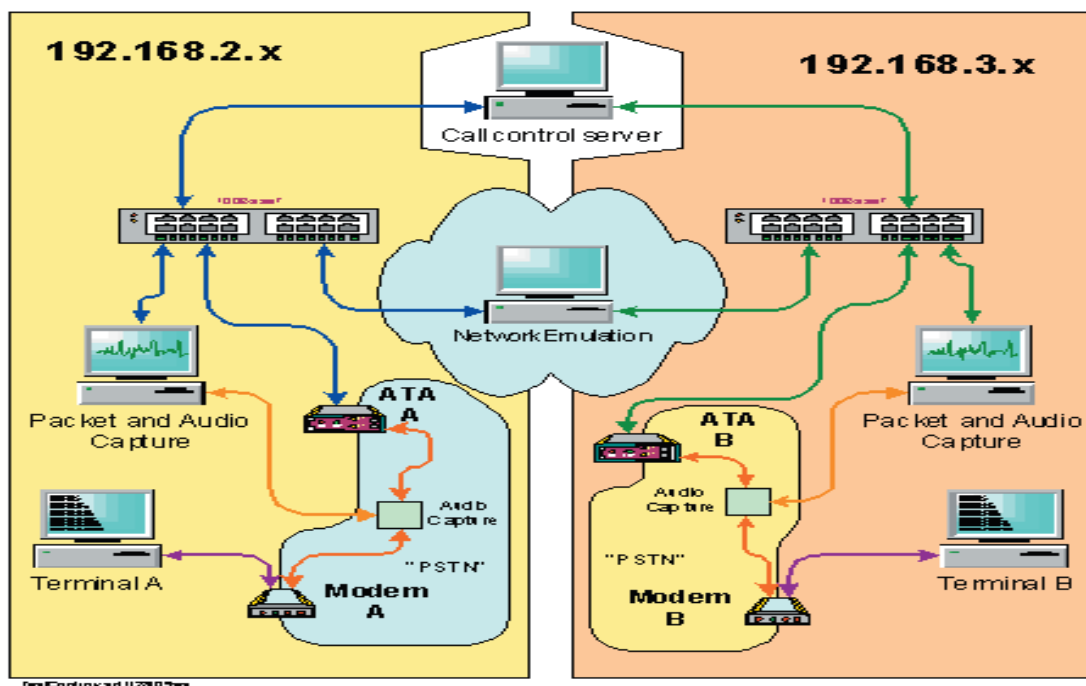 192.168.2.x
192.168.3.x
Call control server
Network Emulation
Packet and Audio
Capture
ATA
A
Audio
Capture
"PSTN"
Modem
A
Terminal A
ATA
B
Audio
Capture
"PSTN"
Modem
B
Packet and Audio
Capture
Terminal B